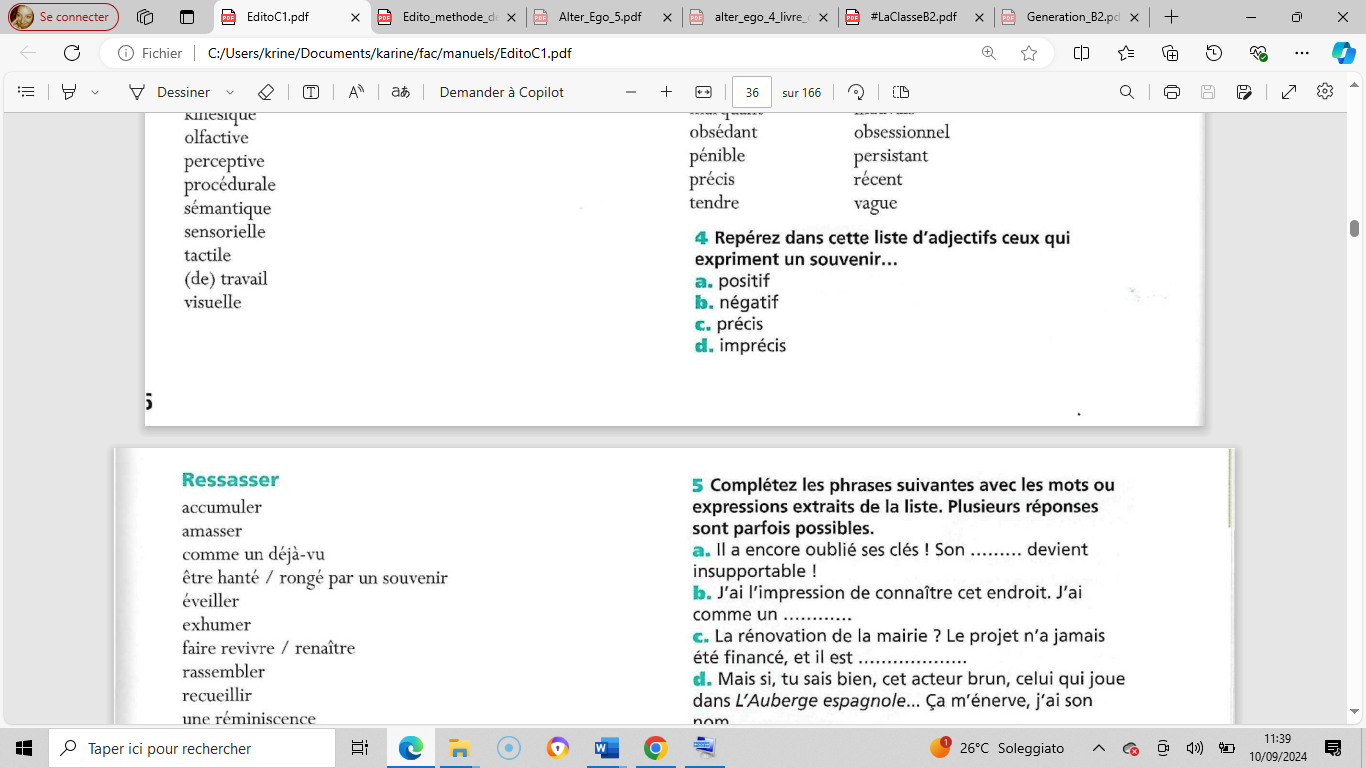 Se connecter
EditoC1.pdf
Edito_methode_d
Alter_Ego_5.pdf
alter_ego_4_livre_
#LaClasseB2.pdf
Generation_B2.pd
Fichier
C:/Users/krine/Documents/karine/fac/manuels/EditoC1.pdf
Dessiner
Demander à Copilot
36
sur 166
kinésique
olfactive
perceptive
procédurale
sémantique
sensorielle
tactile
(de) travail
visuelle
marquant
obsédant
obsessionnel
pénible
persistant
précis
récent
tendre
vague
4 Repérez dans cette liste d'adjectifs ceux qui
expriment un souvenir...
a. positif
b. négatif
c. précis
d. imprécis
Ressasser
accumuler
amasser
comme un déjà-vu
être hanté / rongé par un souvenir
éveiller
exhumer
faire revivre / renaître
rassembler
recueillir
une réminiscence
5 Complétez les phrases suivantes avec les mots ou
expressions extraits de la liste. Plusieurs réponses
sont parfois possibles.
a. Il a encore oublié ses clés ! Son ......... devient
insupportable !
b. J'ai l'impression de connaître cet endroit. J'ai
comme un ............
c. La rénovation de la mairie ? Le projet n'a jamais
été financé, et il est ...................
d. Mais si, tu sais bien, cet acteur brun, celui qui joue
dans L'Auberge espagnole... Ça m'énerve, j'ai son
nom
Taper ici pour rechercher
1
26°C Soleggiato
11:39
10/09/2024